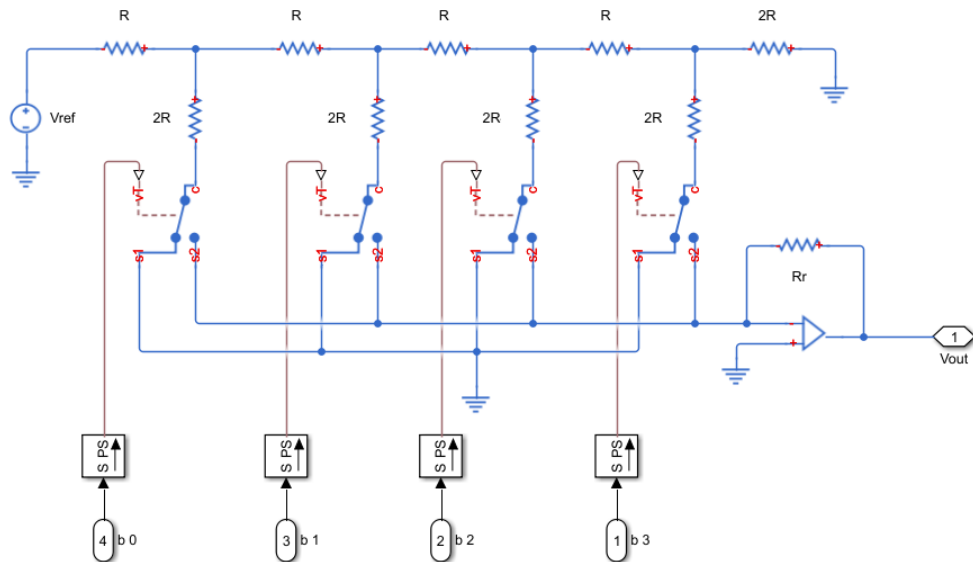 R R R R 2R
Vref 2R 2R 2R 2R
vT c vT c vT c vT c
s1 s2 s1 s2 s1 s2 s1 s2
Rr
1
Vout
S PS S PS S PS S PS
4 b 0 3 b 1 2 b 2 1 b 3